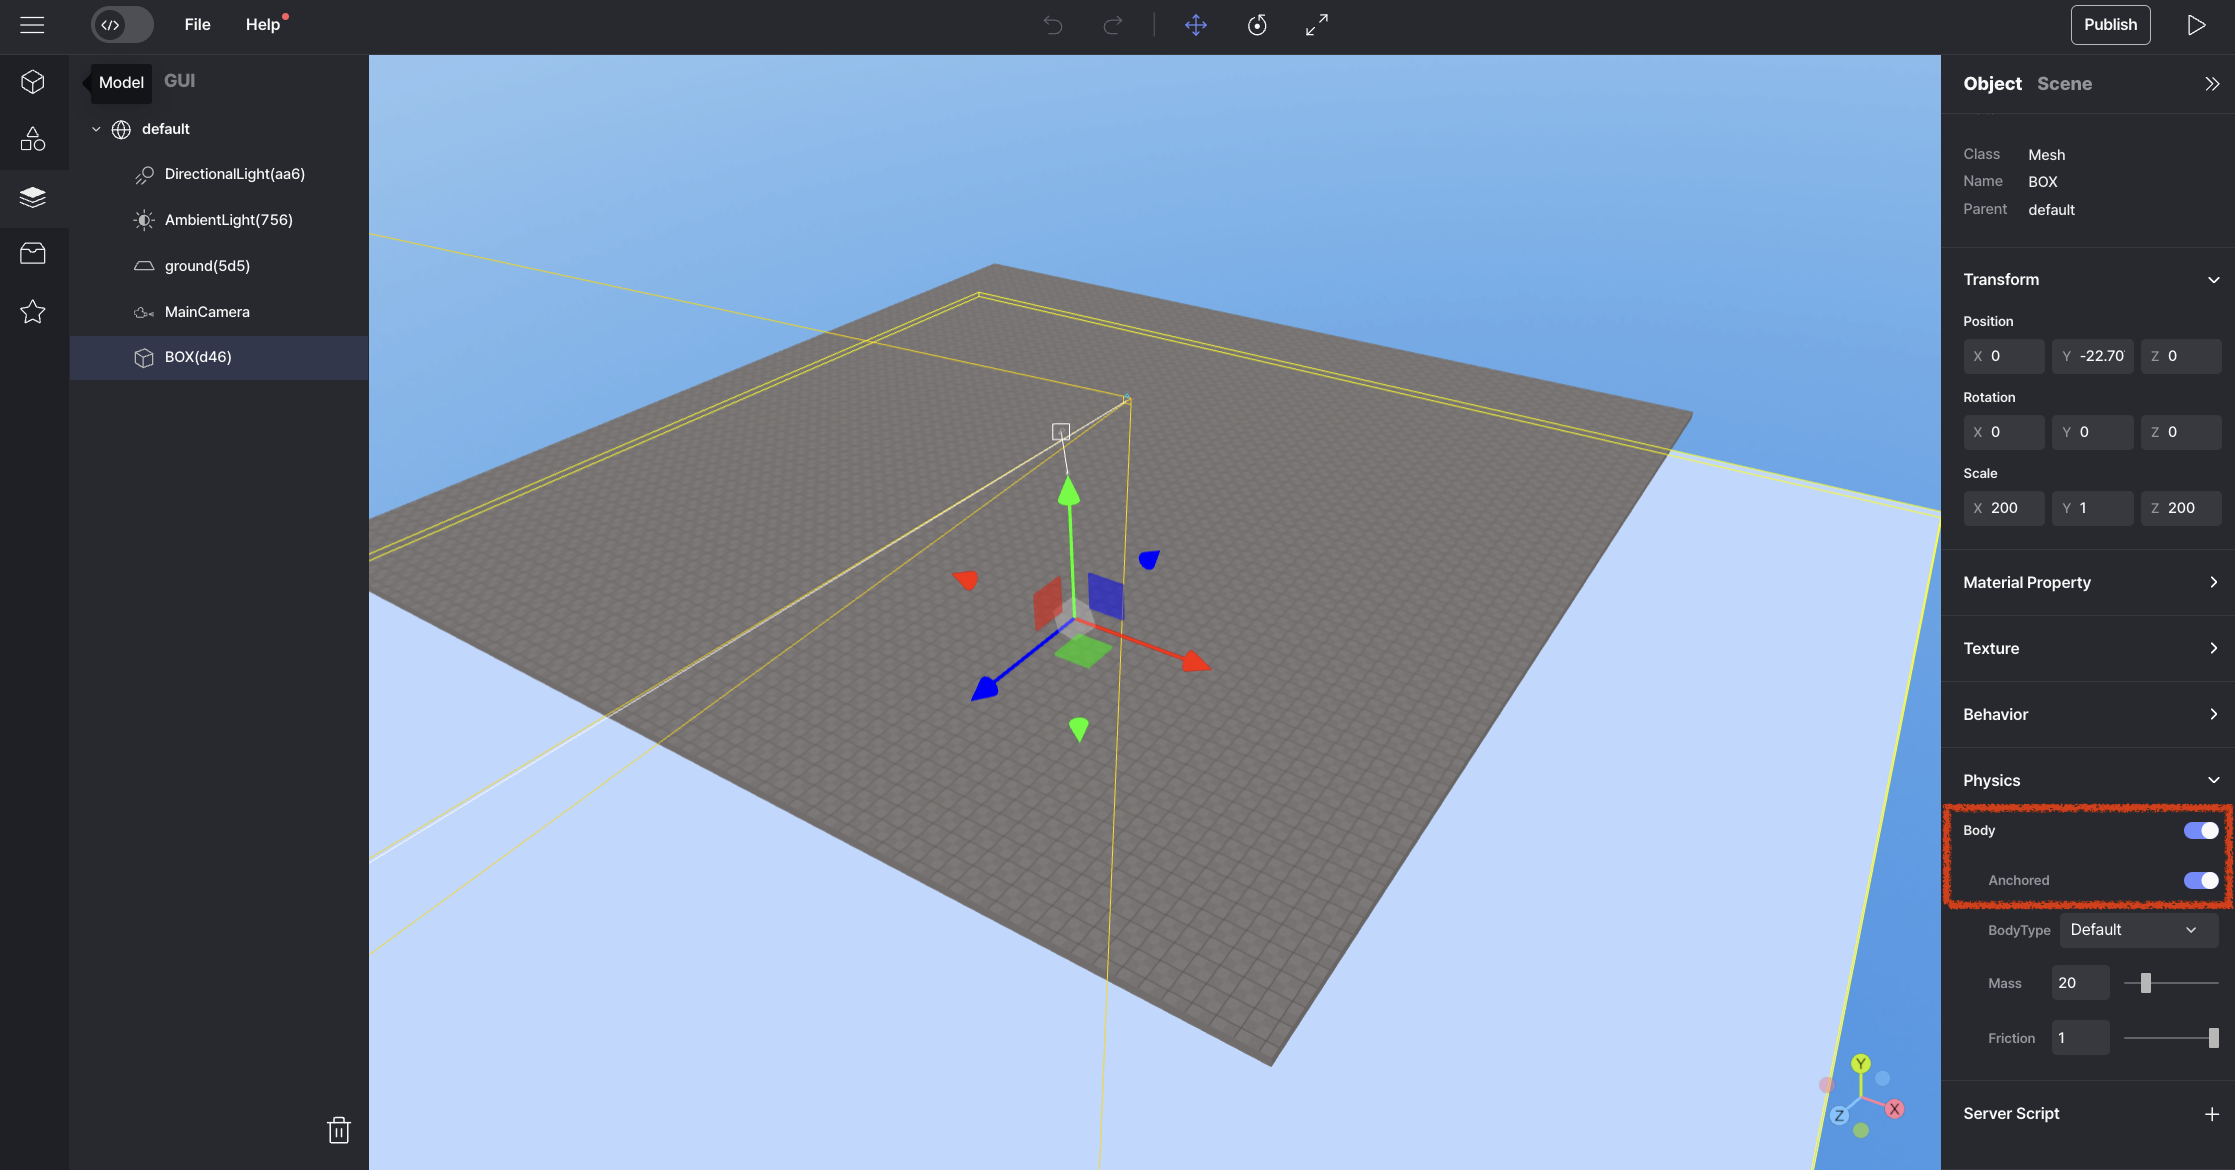 </>
File
Help
Publish
Model
GUI
default
DirectionalLight(aa6)
AmbientLight(756)
ground(5d5)
MainCamera
BOX(d46)
Object
Scene
Class
Mesh
Name
BOX
Parent
default
Transform
Position
X 0
Y -22.70
Z 0
Rotation
X 0
Y 0
Z 0
Scale
X 200
Y 1
Z 200
Material Property
Texture
Behavior
Physics
Body
Anchored
BodyType
Default
Mass
20
Friction
1
Server Script
Y
X
Z